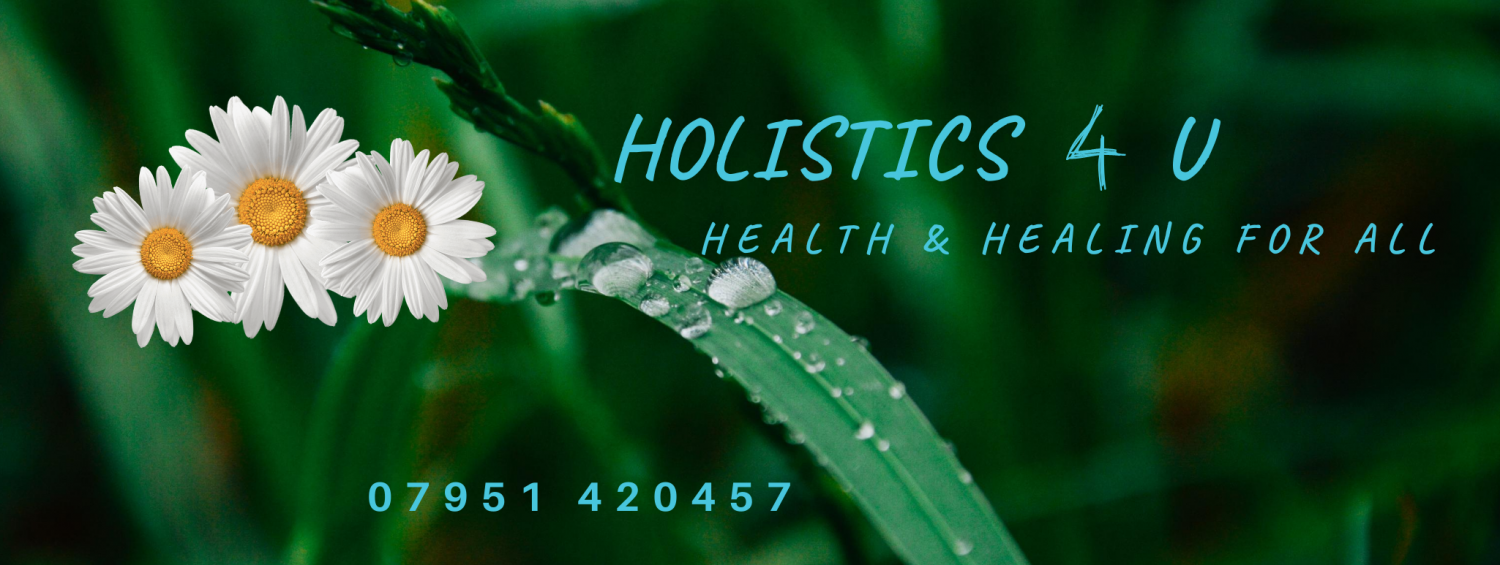 HOLISTICS 4 U
HEALTH & HEALING FOR ALL
07951 420457